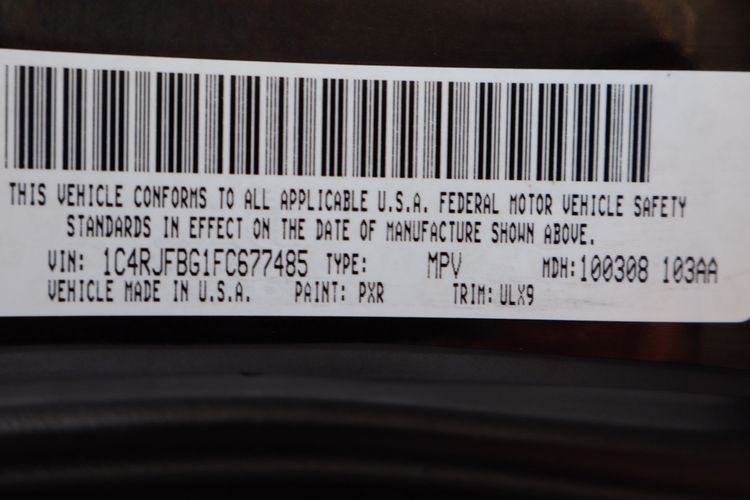 THIS VEHICLE CONFORMS TO ALL APPLICABLE U.S.A. FEDERAL MOTOR VEHICLE SAFETY
STANDARDS IN EFFECT ON THE DATE OF MANUFACTURE SHOWN ABOVE.
VIN: 1C4RJFBG1FC677485 TYPE: MPV MDH:100308 103AA
VEHICLE MADE IN U.S.A. PAINT: PXR TRIM: ULX9